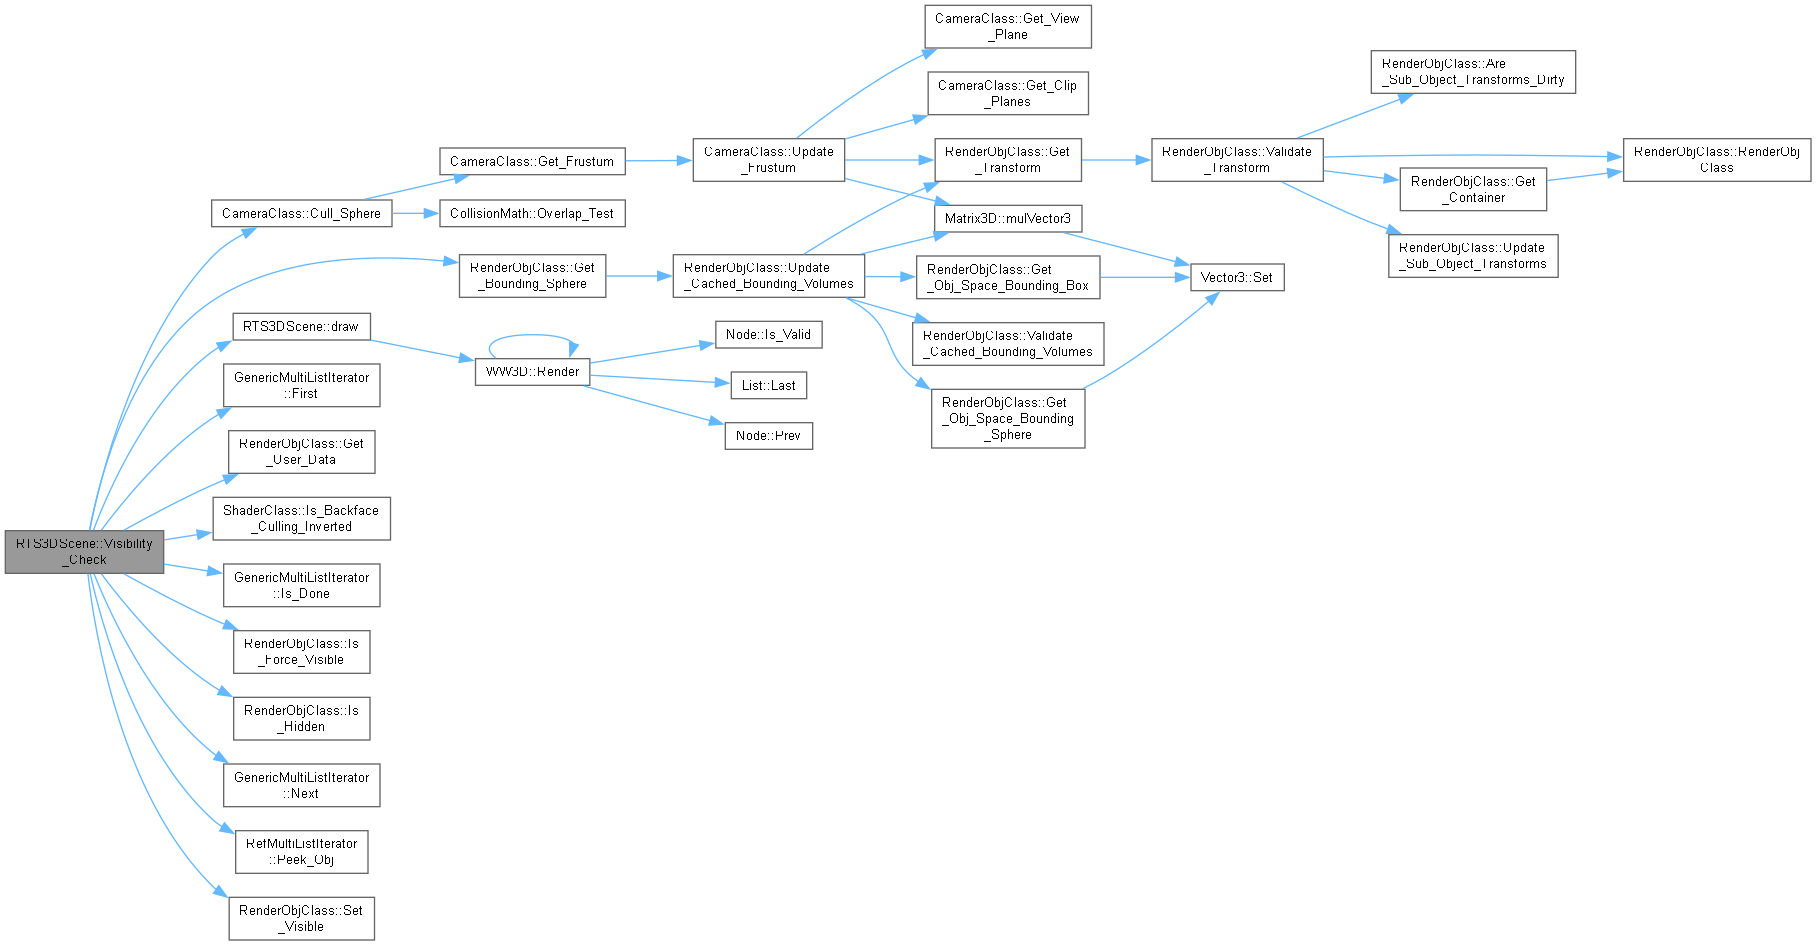 RTS3DScene::Visibility
_Check
CameraClass::Cull_Sphere
CameraClass::Get_Frustum
CameraClass::Update
_Frustum
CameraClass::Get_View
_Plane
CameraClass::Get_Clip
_Planes
RenderObjClass::Get
_Transform
RenderObjClass::Validate
_Transform
RenderObjClass::Are
_Sub_Object_Transforms_Dirty
RenderObjClass::RenderObj
Class
RenderObjClass::Get
_Container
RenderObjClass::Update
_Sub_Object_Transforms
Matrix3D::mulVector3
Vector3::Set
CollisionMath::Overlap_Test
RenderObjClass::Get
_Bounding_Sphere
RenderObjClass::Update
_Cached_Bounding_Volumes
RenderObjClass::Get
_Obj_Space_Bounding_Box
RenderObjClass::Validate
_Cached_Bounding_Volumes
RenderObjClass::Get
_Obj_Space_Bounding
_Sphere
RTS3DScene::draw
WW3D::Render
Node::Is_Valid
List::Last
Node::Prev
GenericMultiListIterator
::First
RenderObjClass::Get
_User_Data
ShaderClass::Is_Backface
_Culling_Inverted
GenericMultiListIterator
::Is_Done
RenderObjClass::Is
_Force_Visible
RenderObjClass::Is
_Hidden
GenericMultiListIterator
::Next
RefMultiListIterator
::Peek_Obj
RenderObjClass::Set
_Visible